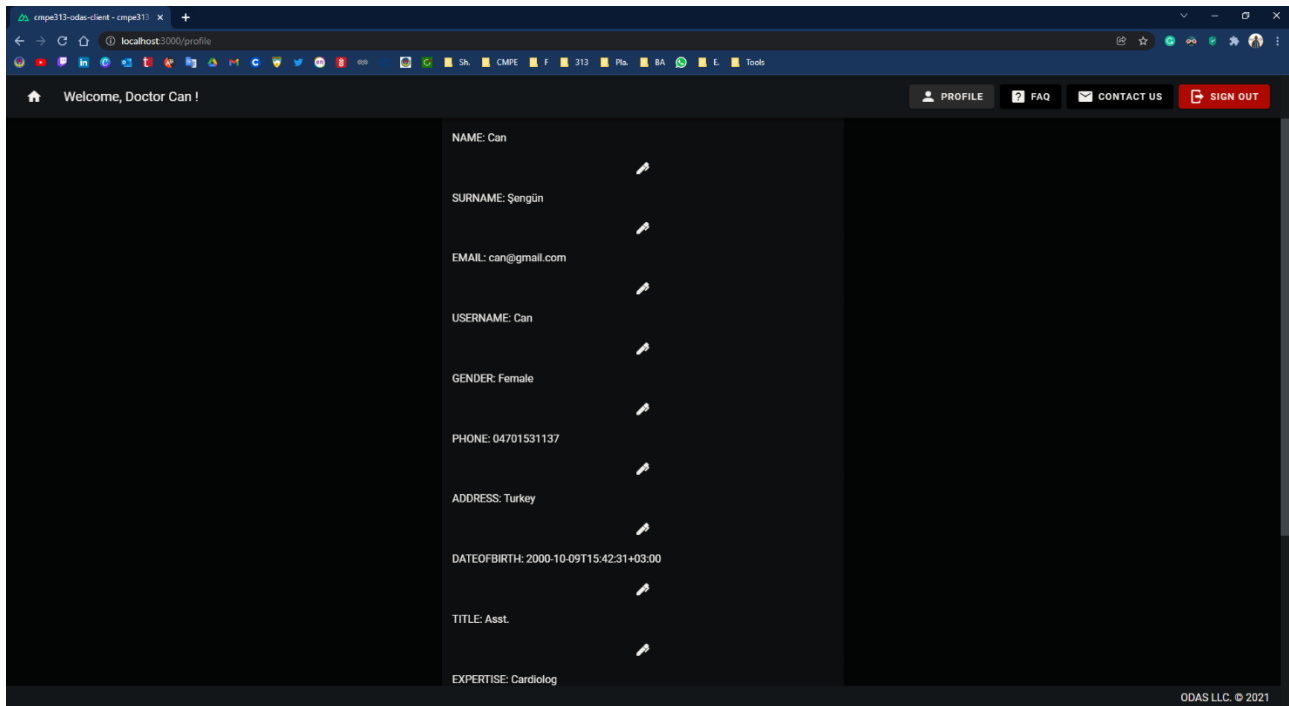 cmpe313-odas-client - cmpe313
localhost:3000/profile
Sh. CMPE F 313 Pla. BA E. Tools
Welcome, Doctor Can !
PROFILE
FAQ
CONTACT US
SIGN OUT
NAME: Can
SURNAME: Şengün
EMAIL: can@gmail.com
USERNAME: Can
GENDER: Female
PHONE: 04701531137
ADDRESS: Turkey
DATEOFBIRTH: 2000-10-09T15:42:31+03:00
TITLE: Asst.
EXPERTISE: Cardiolog
ODAS LLC. © 2021